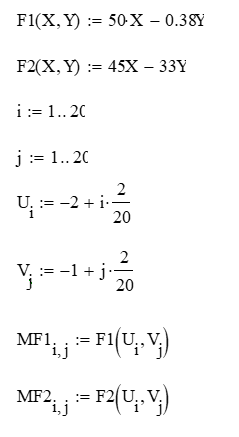 F1(X, Y) := 50·X − 0.38Y
F2(X, Y) := 45X − 33Y
i := 1.. 20
j := 1.. 20
U_i := −2 + i·2/20
V_j := −1 + j·2/20
MF1_i,j := F1(U_i, V_j)
MF2_i,j := F2(U_i, V_j)